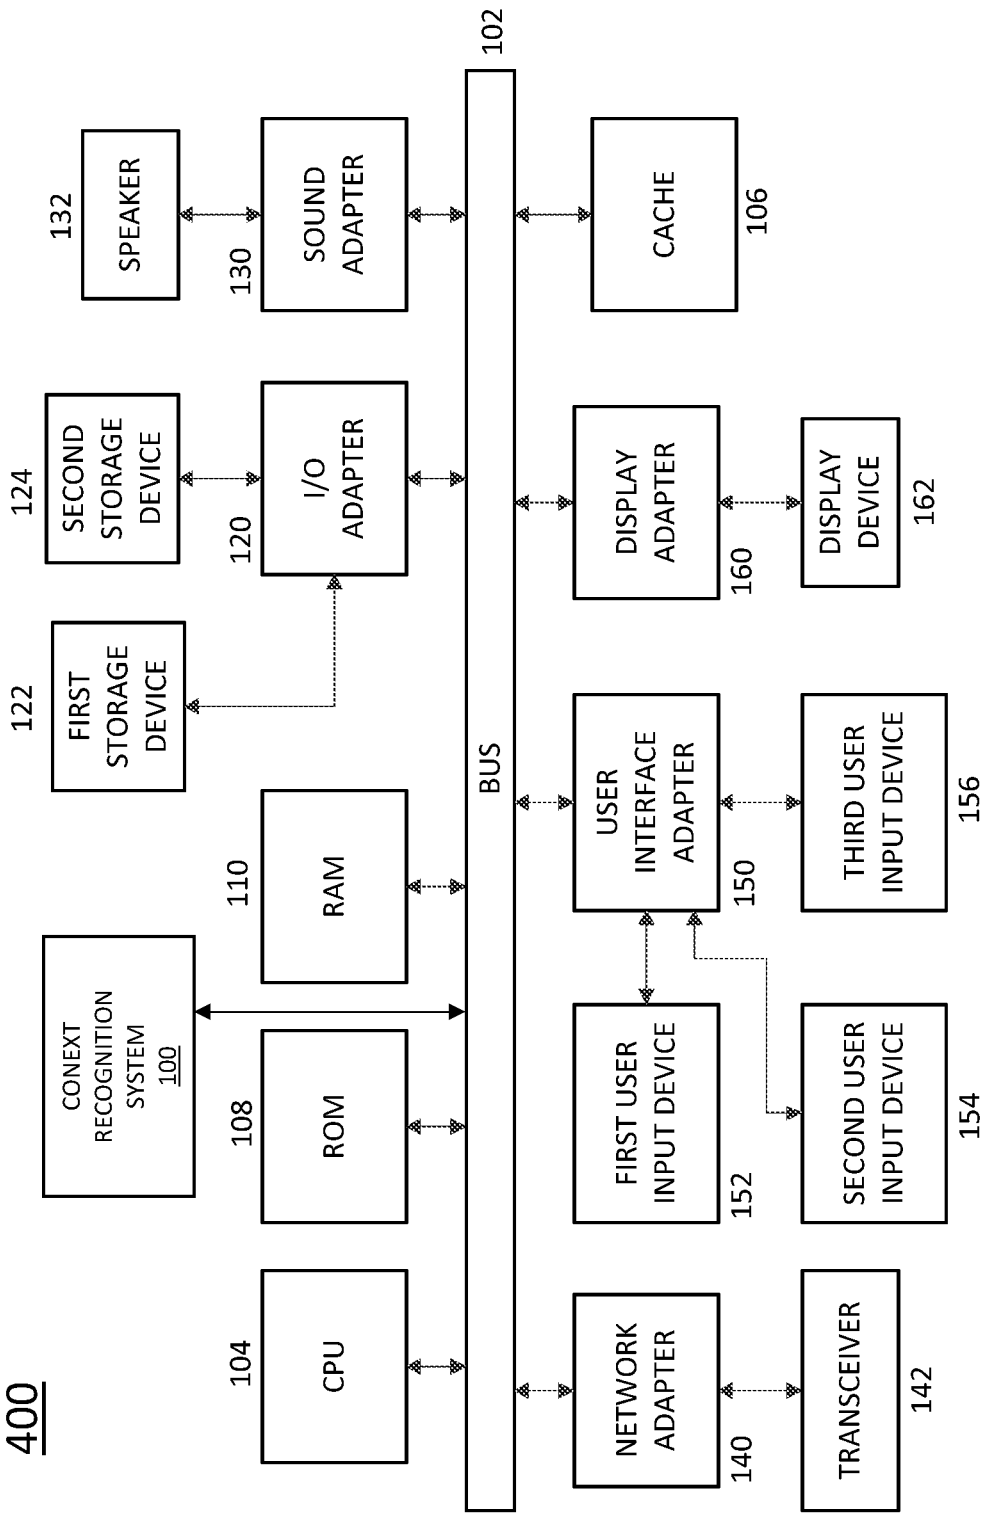 400
CONEXT
RECOGNITION
SYSTEM 100
122
FIRST
STORAGE
DEVICE
124
SECOND
STORAGE
DEVICE
132
SPEAKER
104
CPU
108
ROM
110
RAM
120
I/O
ADAPTER
130
SOUND
ADAPTER
BUS
102
NETWORK
ADAPTER
140
FIRST USER
INPUT DEVICE
152
USER
INTERFACE
ADAPTER
150
DISPLAY
ADAPTER
160
CACHE
106
TRANSCEIVER
142
SECOND USER
INPUT DEVICE
154
THIRD USER
INPUT DEVICE
156
DISPLAY
DEVICE
162